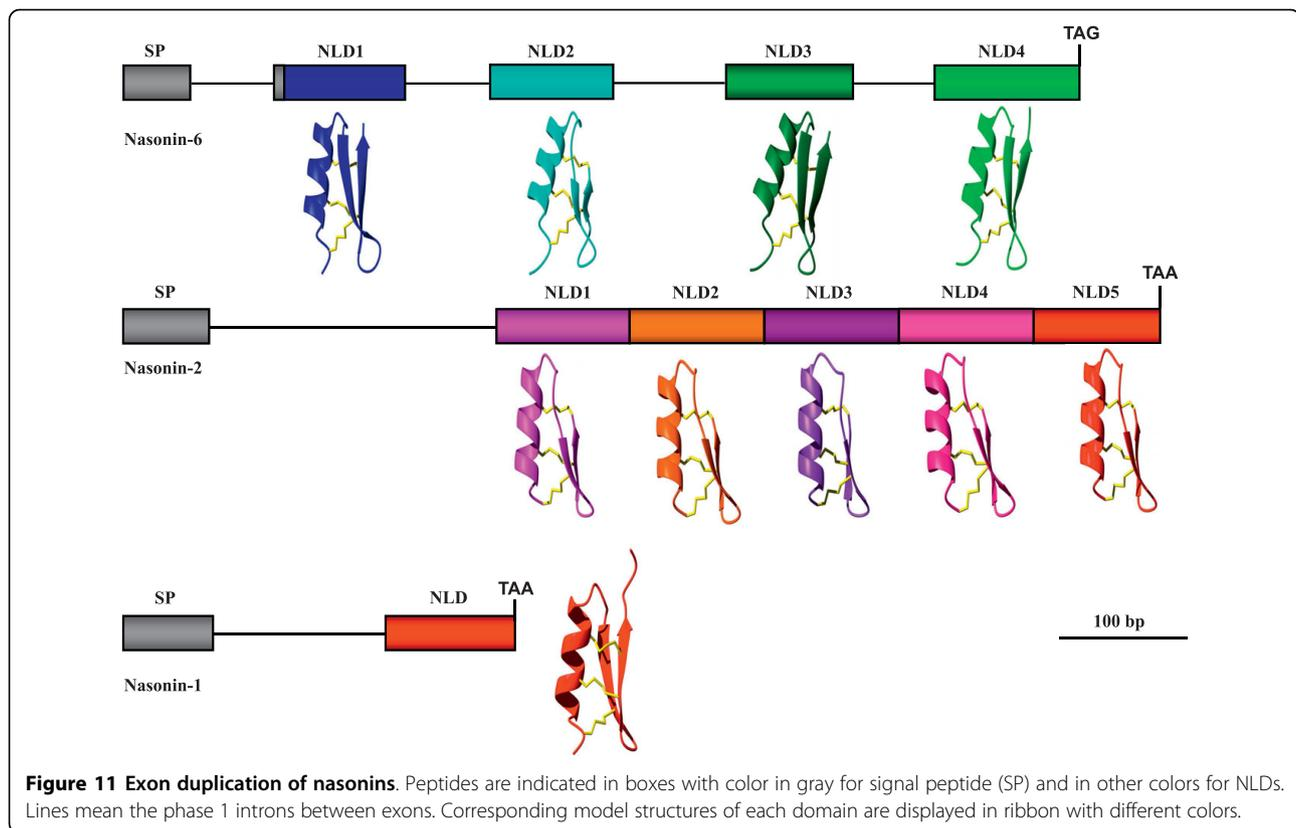 TAG
SP NLD1 NLD2 NLD3 NLD4
Nasonin-6
TAA
SP NLD1 NLD2 NLD3 NLD4 NLD5
Nasonin-2
SP NLD TAA
100 bp
Nasonin-1
Figure 11 Exon duplication of nasonins. Peptides are indicated in boxes with color in gray for signal peptide (SP) and in other colors for NLDs.
Lines mean the phase 1 introns between exons. Corresponding model structures of each domain are displayed in ribbon with different colors.